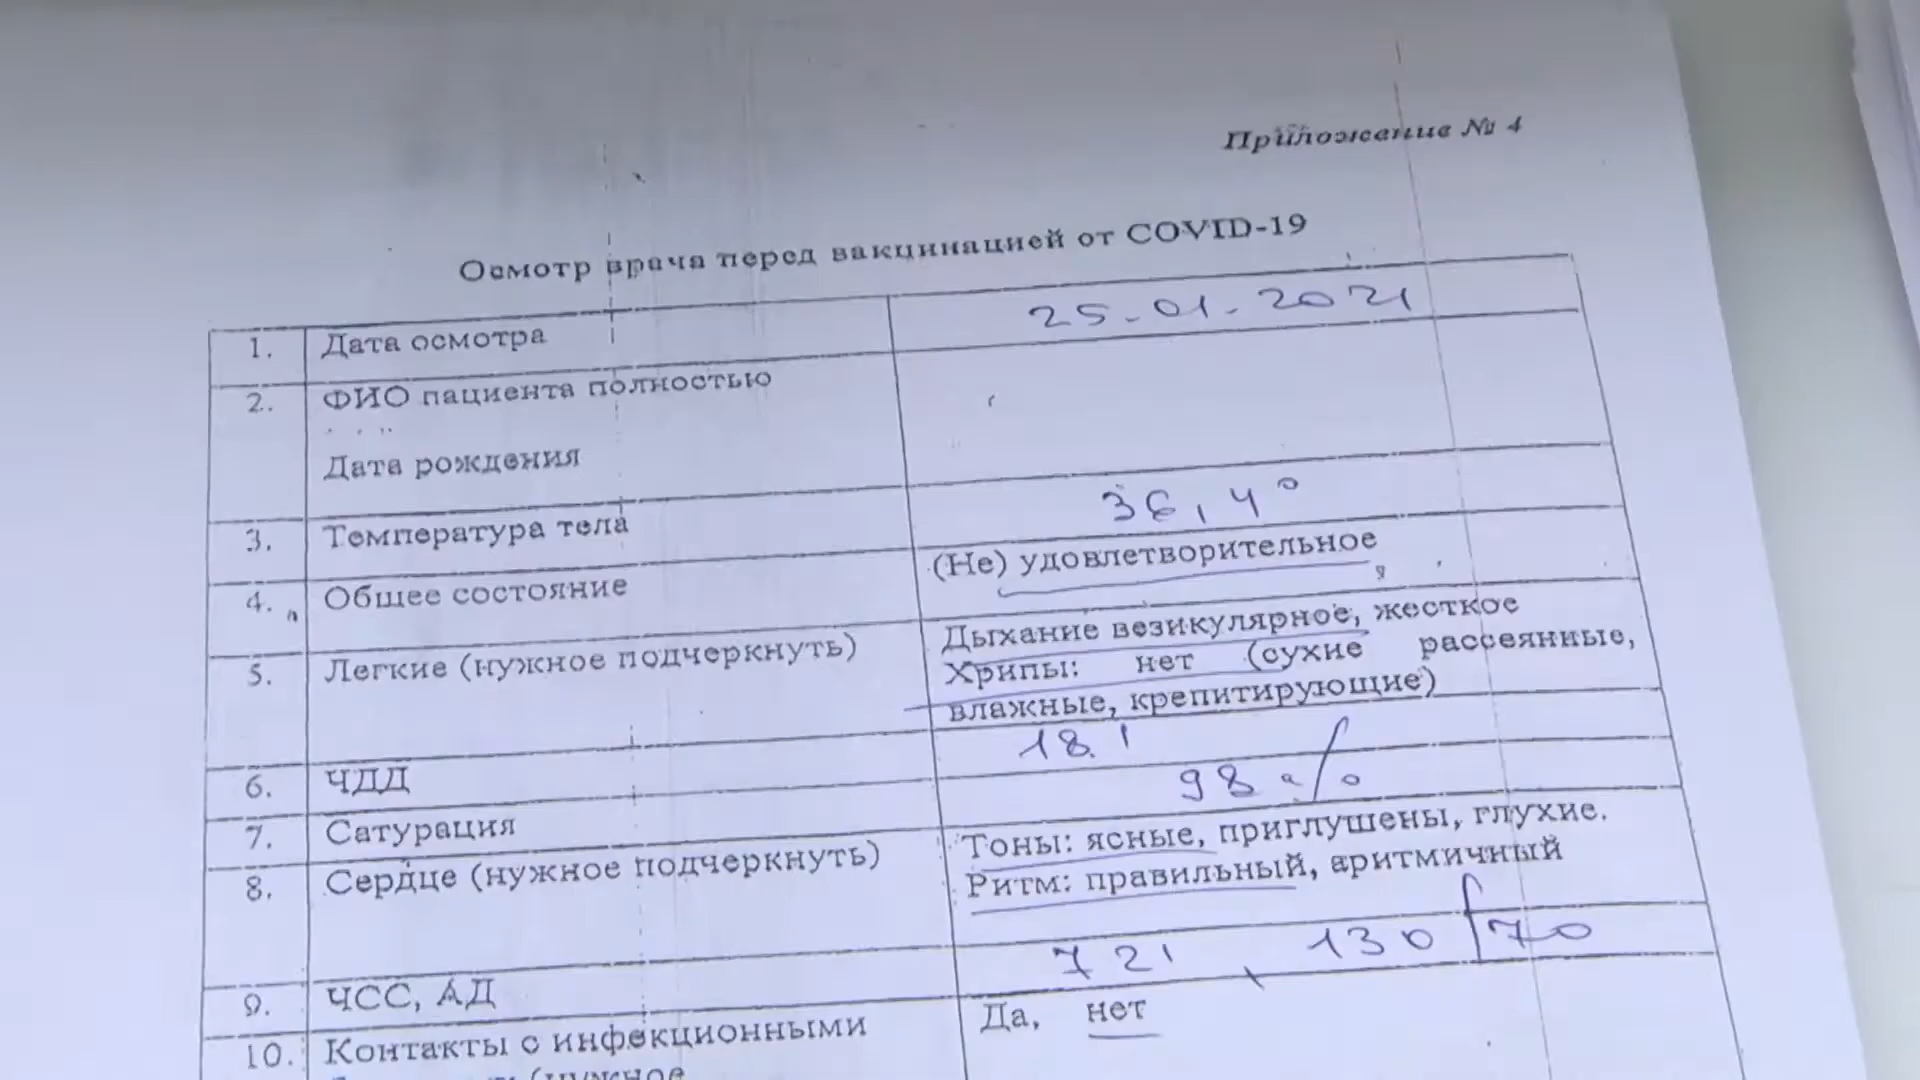 Приложение № 4
Осмотр врача перед вакцинацией от COVID-19
1. Дата осмотра 25.01.2021
2. ФИО пациента полностью
Дата рождения
3. Температура тела 36,4°
4. Общее состояние (Не) удовлетворительное
5. Легкие (нужное подчеркнуть) Дыхание везикулярное, жесткое
Хрипы: нет (сухие рассеянные,
влажные, крепитирующие)
6. ЧДД 18'
7. Сатурация 98%
8. Сердце (нужное подчеркнуть) Тоны: ясные, приглушены, глухие.
Ритм: правильный, аритмичный
9. ЧСС, АД 72', 130/70
10. Контакты с инфекционными Да, нет
(нужное